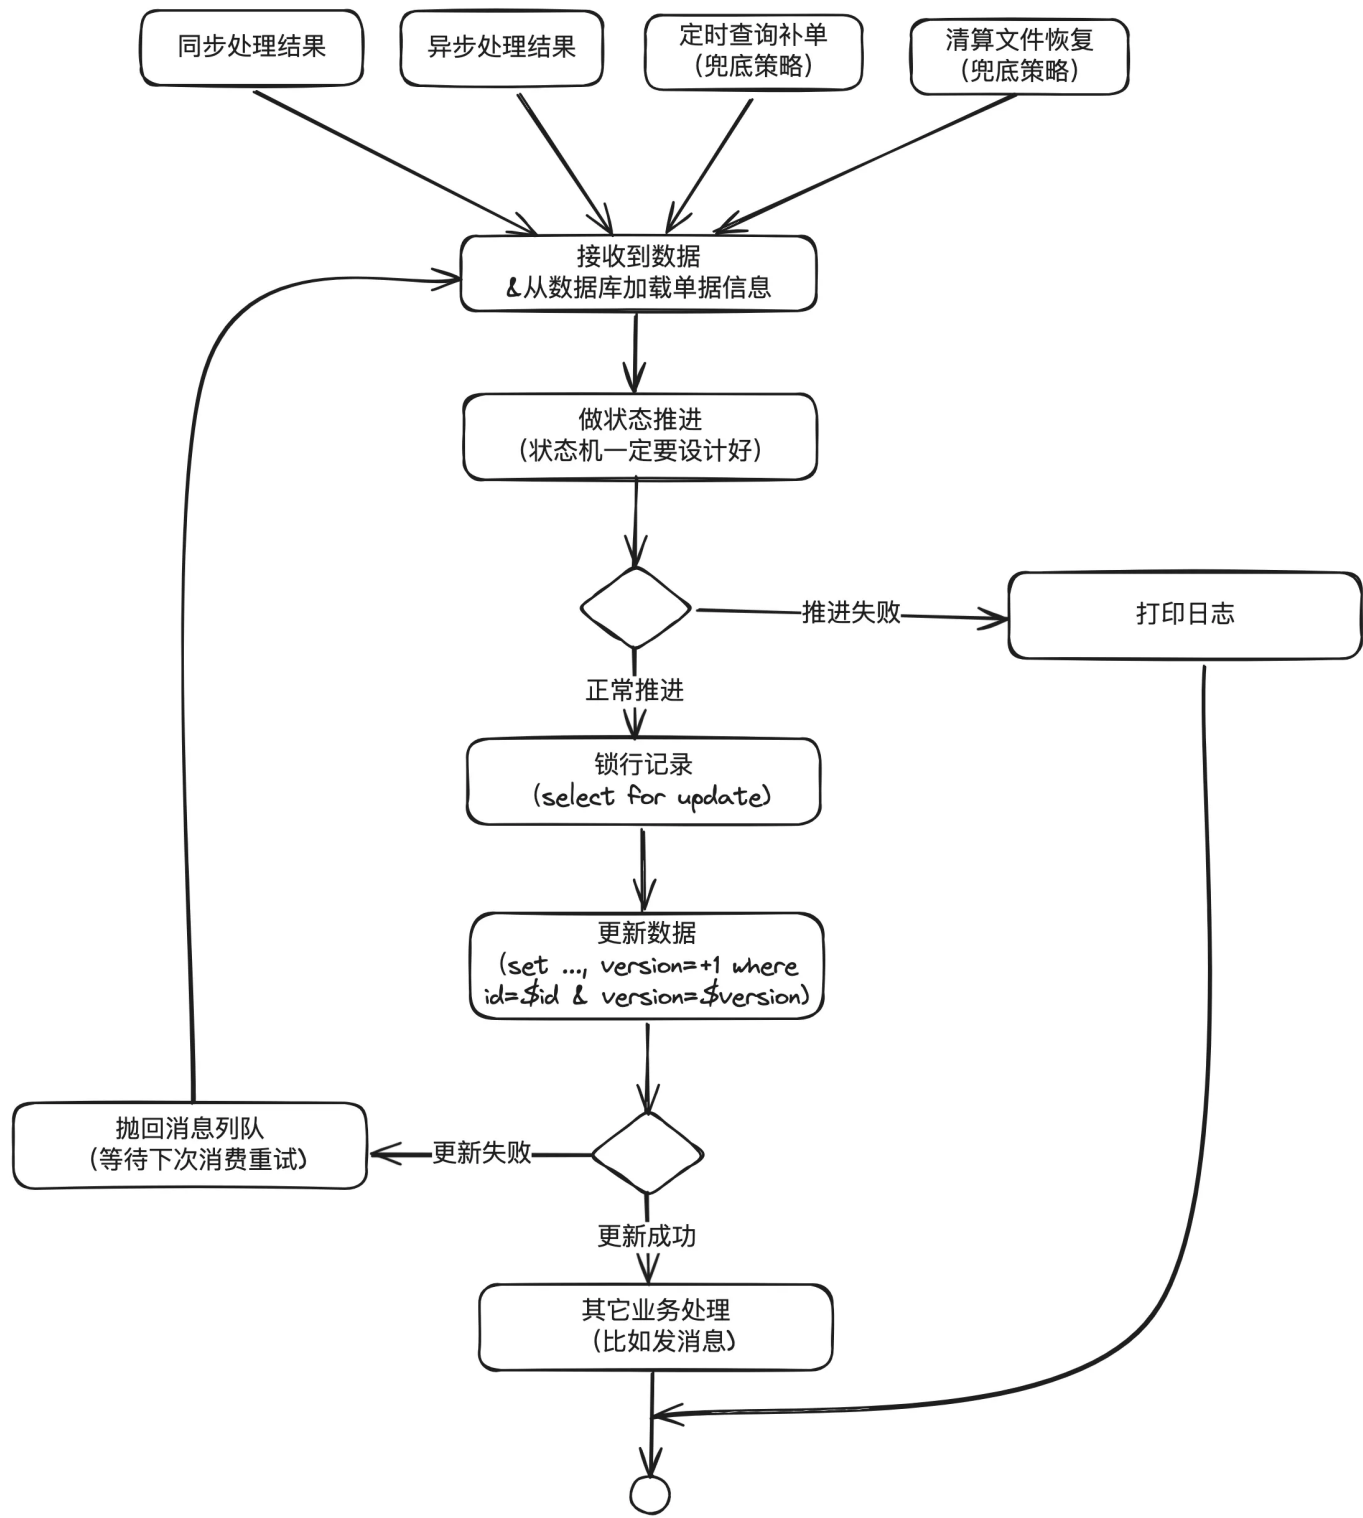 同步处理结果
异步处理结果
定时查询补单
（兜底策略）
清算文件恢复
（兜底策略）
接收到数据
&从数据库加载单据信息
做状态推进
（状态机一定要设计好）
推进失败
打印日志
正常推进
锁行记录
(select for update)
更新数据
(set ..., version=+1 where
id=$id & version=$version)
抛回消息列队
（等待下次消费重试）
更新失败
更新成功
其它业务处理
（比如发消息）